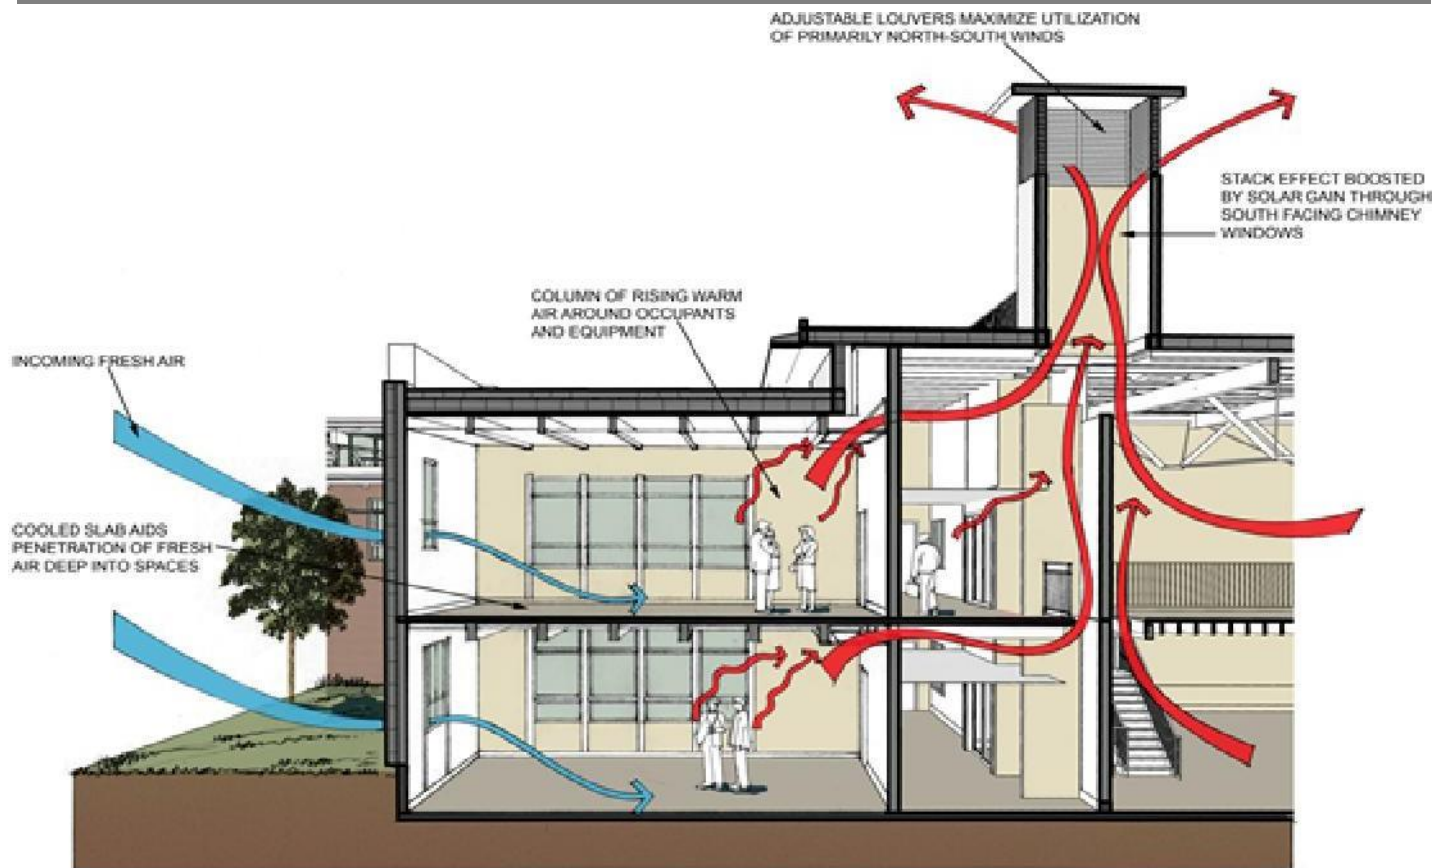 ADJUSTABLE LOUVERS MAXIMIZE UTILIZATION
OF PRIMARILY NORTH-SOUTH WINDS
STACK EFFECT BOOSTED
BY SOLAR GAIN THROUGH
SOUTH FACING CHIMNEY
WINDOWS
COLUMN OF RISING WARM
AIR AROUND OCCUPANTS
AND EQUIPMENT
INCOMING FRESH AIR
COOLED SLAB AIDS
PENETRATION OF FRESH
AIR DEEP INTO SPACES